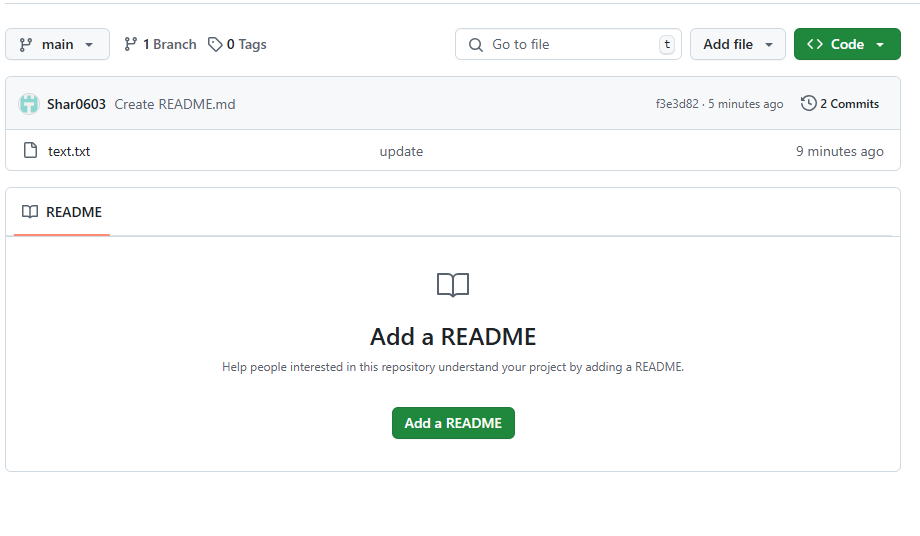 main 1 Branch 0 Tags Go to file t Add file Code
Shar0603 Create README.md f3e3d82 · 5 minutes ago 2 Commits
text.txt update 9 minutes ago
README
Add a README
Help people interested in this repository understand your project by adding a README.
Add a README